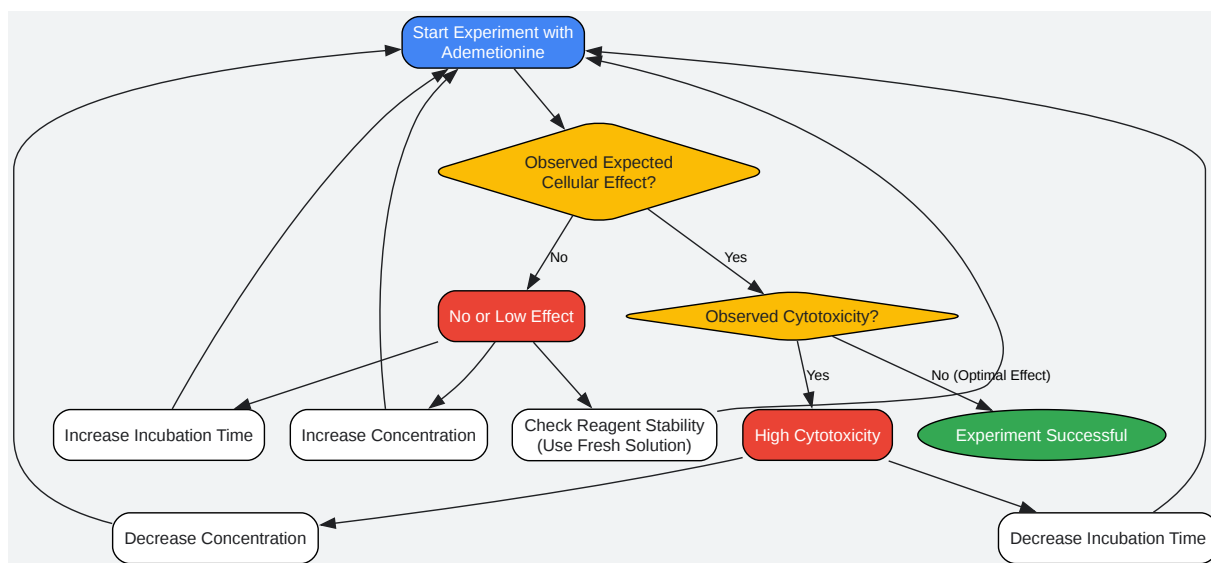 Start Experiment with
Ademetionine
Observed Expected
Cellular Effect?
No
Yes
No or Low Effect
Observed Cytotoxicity?
Yes
No (Optimal Effect)
Increase Incubation Time
Increase Concentration
Check Reagent Stability
(Use Fresh Solution)
High Cytotoxicity
Experiment Successful
Decrease Concentration
Decrease Incubation Time